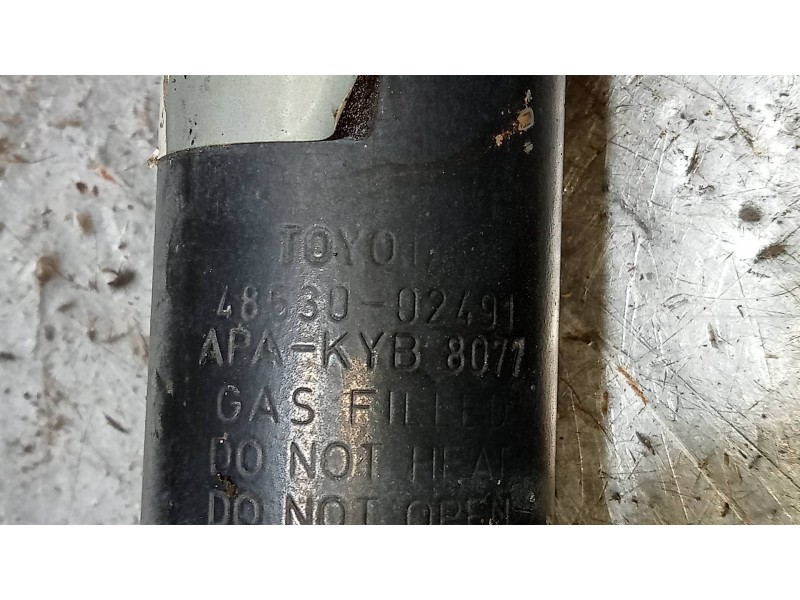 TOYOT
48530-02491
APA-KYB 8077
GAS FILLED
DO NOT HEAT
DO NOT OPEN